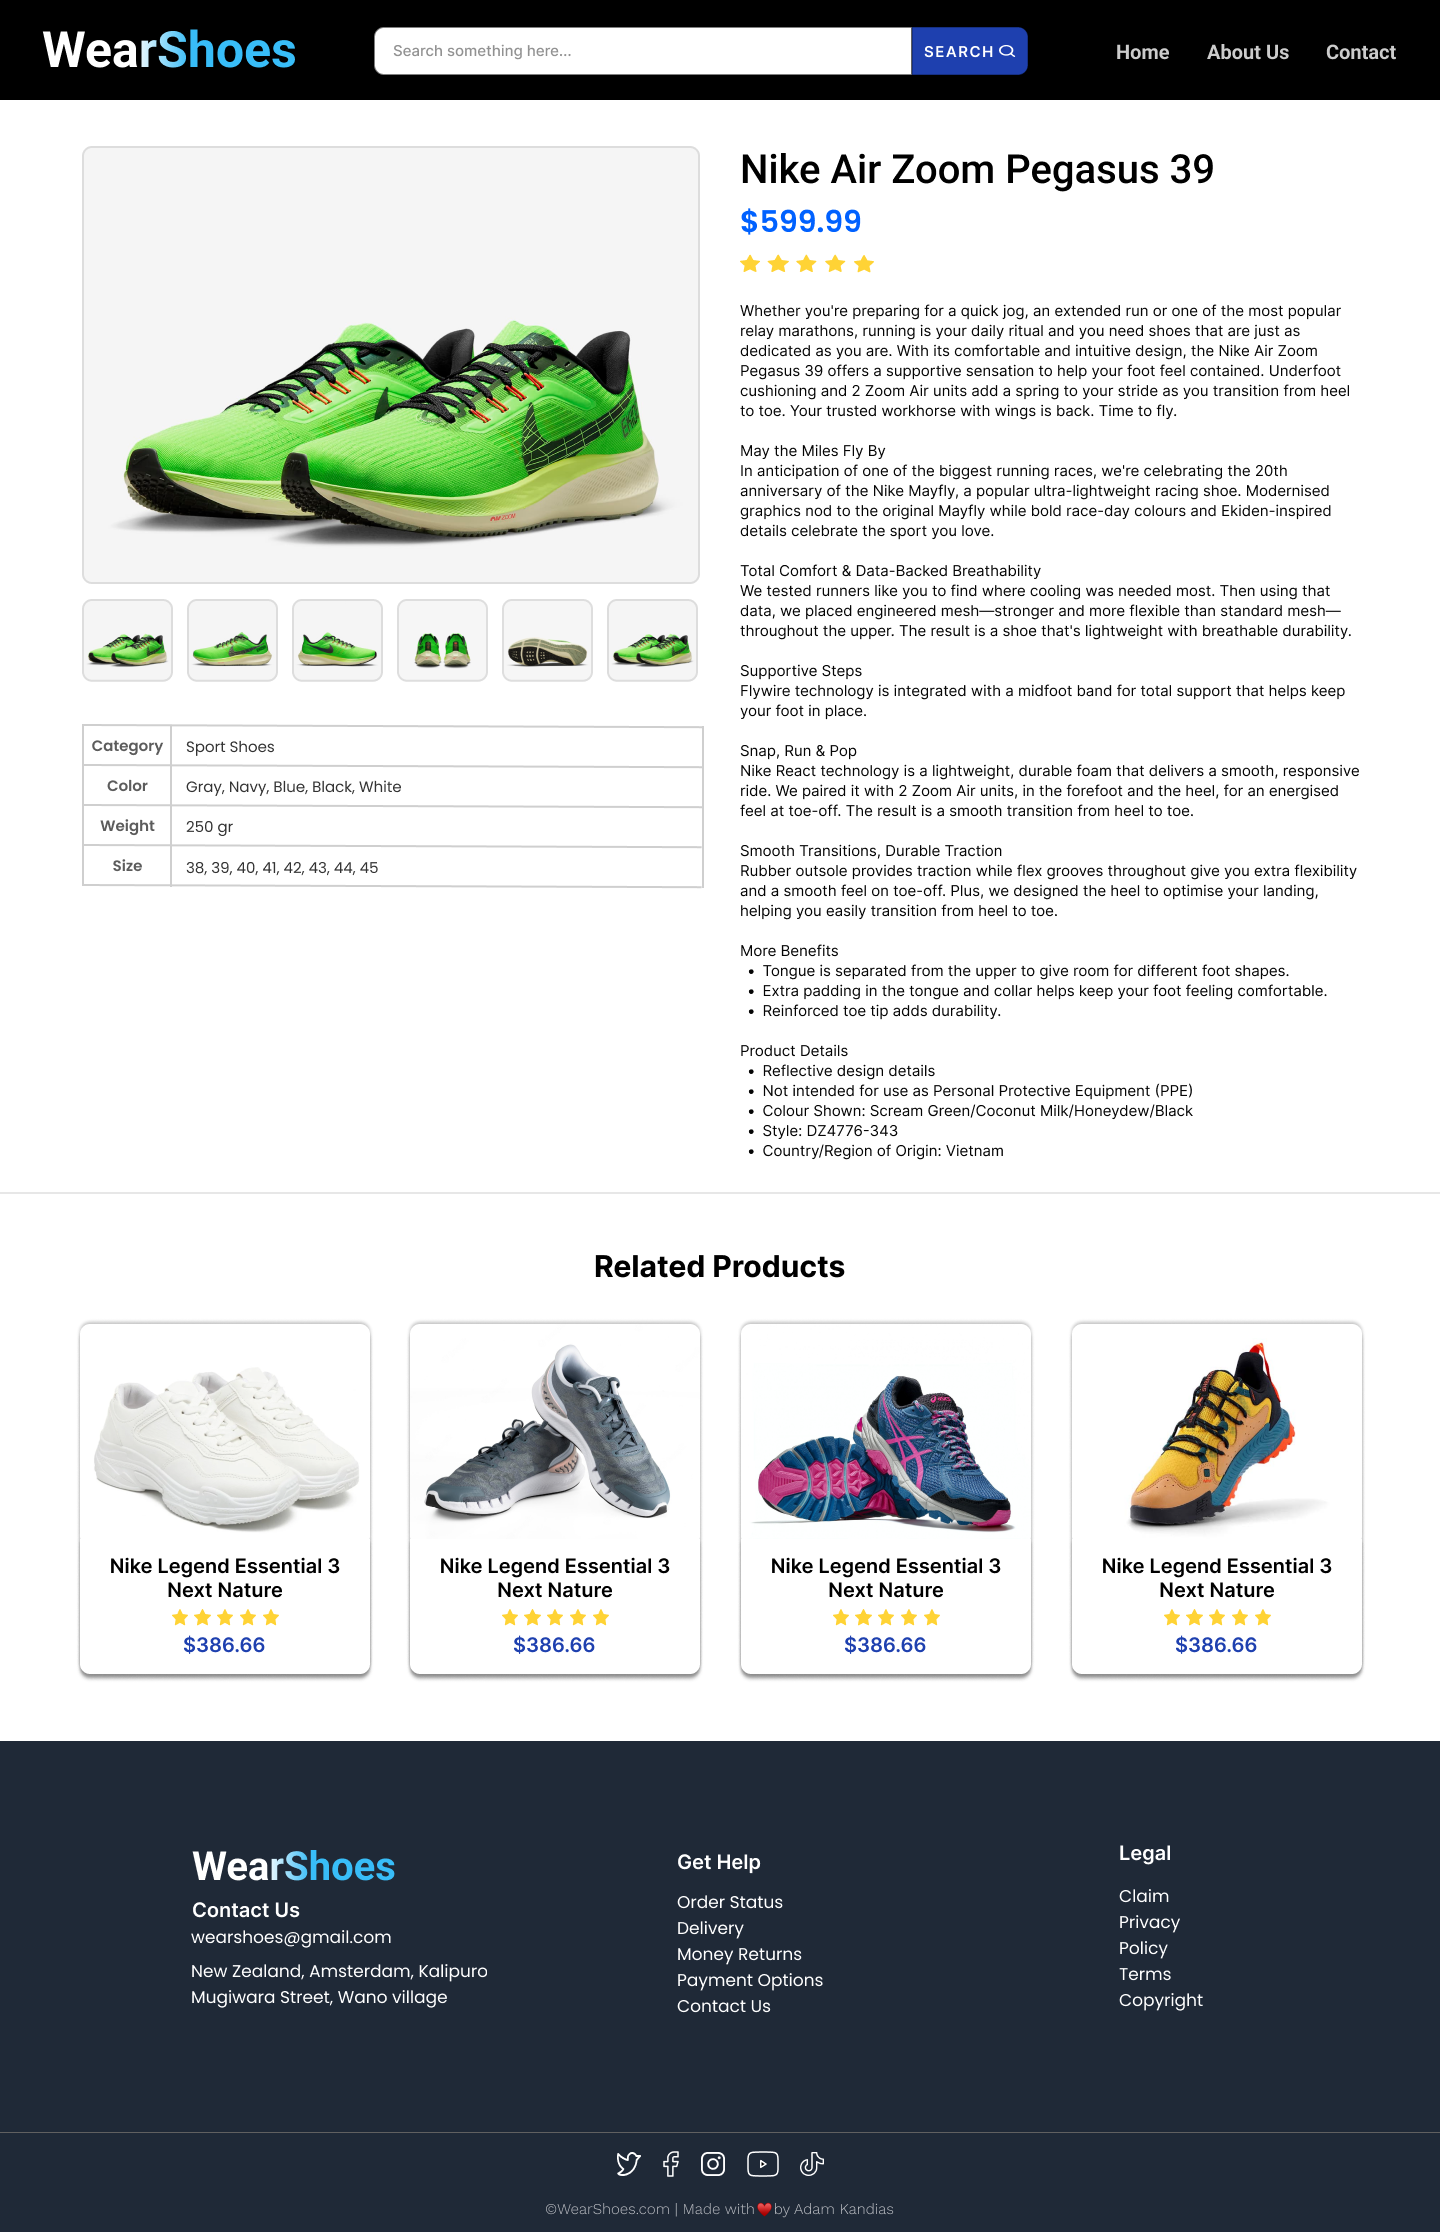 WearShoes
Search something here...
SEARCH
Home
About Us
Contact
Nike Air Zoom Pegasus 39
$599.99
Whether you're preparing for a quick jog, an extended run or one of the most popular
relay marathons, running is your daily ritual and you need shoes that are just as
dedicated as you are. With its comfortable and intuitive design, the Nike Air Zoom
Pegasus 39 offers a supportive sensation to help your foot feel contained. Underfoot
cushioning and 2 Zoom Air units add a spring to your stride as you transition from heel
to toe. Your trusted workhorse with wings is back. Time to fly.
May the Miles Fly By
In anticipation of one of the biggest running races, we're celebrating the 20th
anniversary of the Nike Mayfly, a popular ultra-lightweight racing shoe. Modernised
graphics nod to the original Mayfly while bold race-day colours and Ekiden-inspired
details celebrate the sport you love.
Total Comfort & Data-Backed Breathability
We tested runners like you to find where cooling was needed most. Then using that
data, we placed engineered mesh—stronger and more flexible than standard mesh—
throughout the upper. The result is a shoe that's lightweight with breathable durability.
Supportive Steps
Flywire technology is integrated with a midfoot band for total support that helps keep
your foot in place.
Snap, Run & Pop
Nike React technology is a lightweight, durable foam that delivers a smooth, responsive
ride. We paired it with 2 Zoom Air units, in the forefoot and the heel, for an energised
feel at toe-off. The result is a smooth transition from heel to toe.
Smooth Transitions, Durable Traction
Rubber outsole provides traction while flex grooves throughout give you extra flexibility
and a smooth feel on toe-off. Plus, we designed the heel to optimise your landing,
helping you easily transition from heel to toe.
More Benefits
• Tongue is separated from the upper to give room for different foot shapes.
• Extra padding in the tongue and collar helps keep your foot feeling comfortable.
• Reinforced toe tip adds durability.
Product Details
• Reflective design details
• Not intended for use as Personal Protective Equipment (PPE)
• Colour Shown: Scream Green/Coconut Milk/Honeydew/Black
• Style: DZ4776-343
• Country/Region of Origin: Vietnam
Category Sport Shoes
Color Gray, Navy, Blue, Black, White
Weight 250 gr
Size 38, 39, 40, 41, 42, 43, 44, 45
Related Products
Nike Legend Essential 3
Next Nature
$386.66
Nike Legend Essential 3
Next Nature
$386.66
Nike Legend Essential 3
Next Nature
$386.66
Nike Legend Essential 3
Next Nature
$386.66
WearShoes
Contact Us
wearshoes@gmail.com
New Zealand, Amsterdam, Kalipuro
Mugiwara Street, Wano village
Get Help
Order Status
Delivery
Money Returns
Payment Options
Contact Us
Legal
Claim
Privacy
Policy
Terms
Copyright
©WearShoes.com | Made with❤️by Adam Kandias